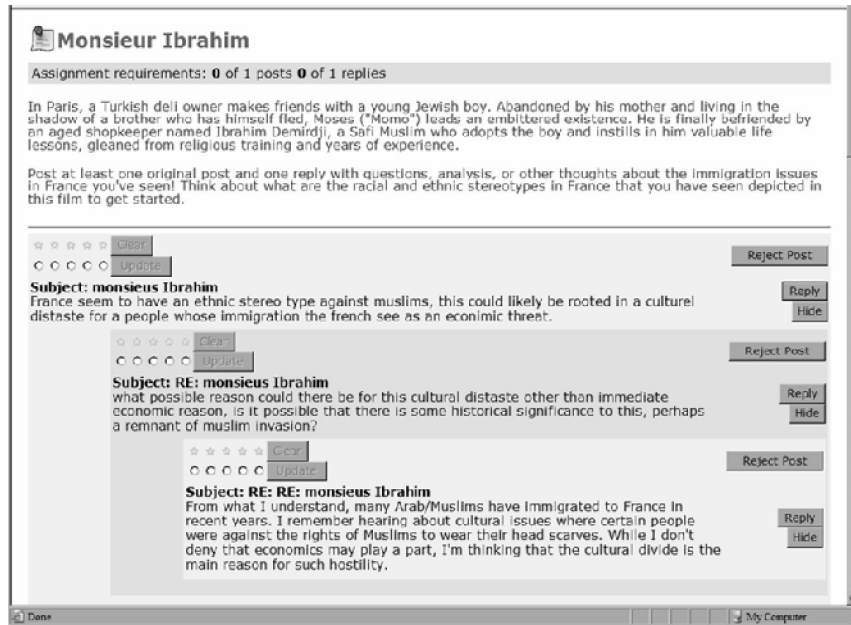 Monsieur Ibrahim
Assignment requirements: 0 of 1 posts 0 of 1 replies
In Paris, a Turkish deli owner makes friends with a young Jewish boy. Abandoned by his mother and living in the
shadow of a brother who has himself fled, Moses ("Momo") leads an embittered existence. He is finally befriended by
an aged shopkeeper named Ibrahim Demirdji, a Safi Muslim who adopts the boy and instills in him valuable life
lessons, gleaned from religious training and years of experience.
Post at least one original post and one reply with questions, analysis, or other thoughts about the immigration issues
in France you've seen! Think about what are the racial and ethnic stereotypes in France that you have seen depicted in
this film to get started.
Clear
Update
Reject Post
Subject: monsieus Ibrahim
France seem to have an ethnic stereo type against muslims, this could likely be rooted in a culturel
distaste for a people whose immigration the french see as an econimic threat.
Reply
Hide
Clear
Update
Reject Post
Subject: RE: monsieus Ibrahim
what possible reason could there be for this cultural distaste other than immediate
economic reason, is it possible that there is some historical significance to this, perhaps
a remnant of muslim invasion?
Reply
Hide
Clear
Update
Reject Post
Subject: RE: RE: monsieus Ibrahim
From what I understand, many Arab/Muslims have immigrated to France in
recent years. I remember hearing about cultural issues where certain people
were against the rights of Muslims to wear their head scarves. While I don't
deny that economics may play a part, I'm thinking that the cultural divide is the
main reason for such hostility.
Reply
Hide
Done
My Computer